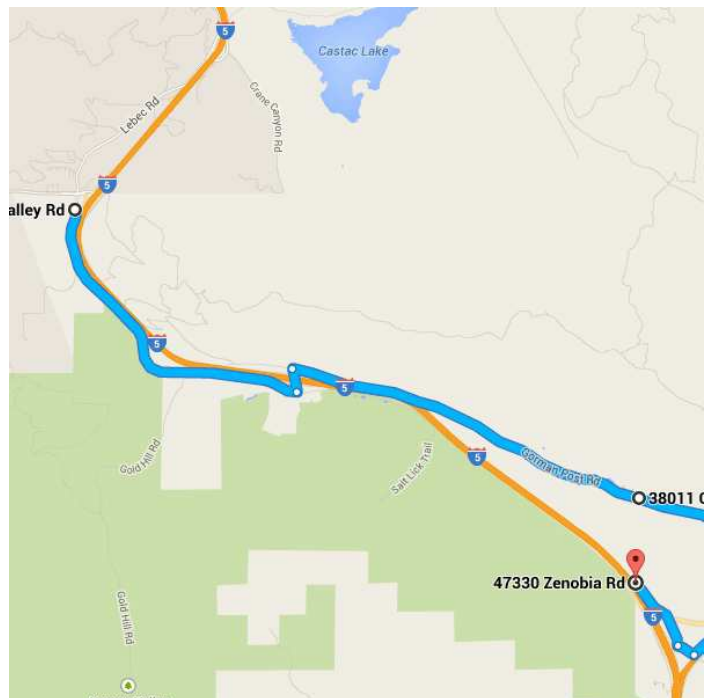 5
Castac Lake
Lebec Rd
Crane Canyon Rd
5
alley Rd
5
5
Gold Hill Rd
Salt Lick Trail
5
Gorman Post Rd
38011 G
47330 Zenobia Rd
5
Gold Hill Rd